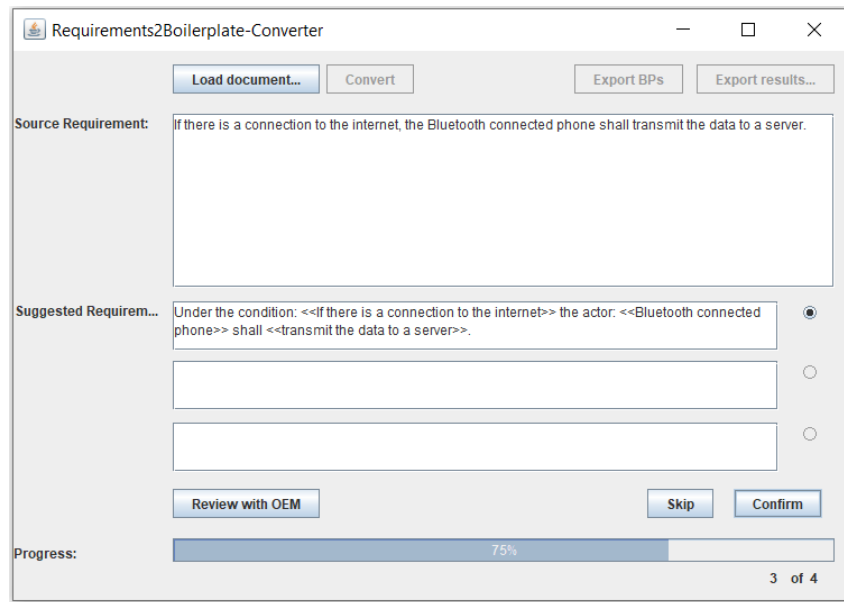 Requirements2Boilerplate-Converter
Load document... Convert Export BPs Export results...
Source Requirement: If there is a connection to the internet, the Bluetooth connected phone shall transmit the data to a server.
Suggested Requirem... Under the condition: <<If there is a connection to the internet>> the actor: <<Bluetooth connected
phone>> shall <<transmit the data to a server>>.
Review with OEM Skip Confirm
Progress: 75%
3 of 4